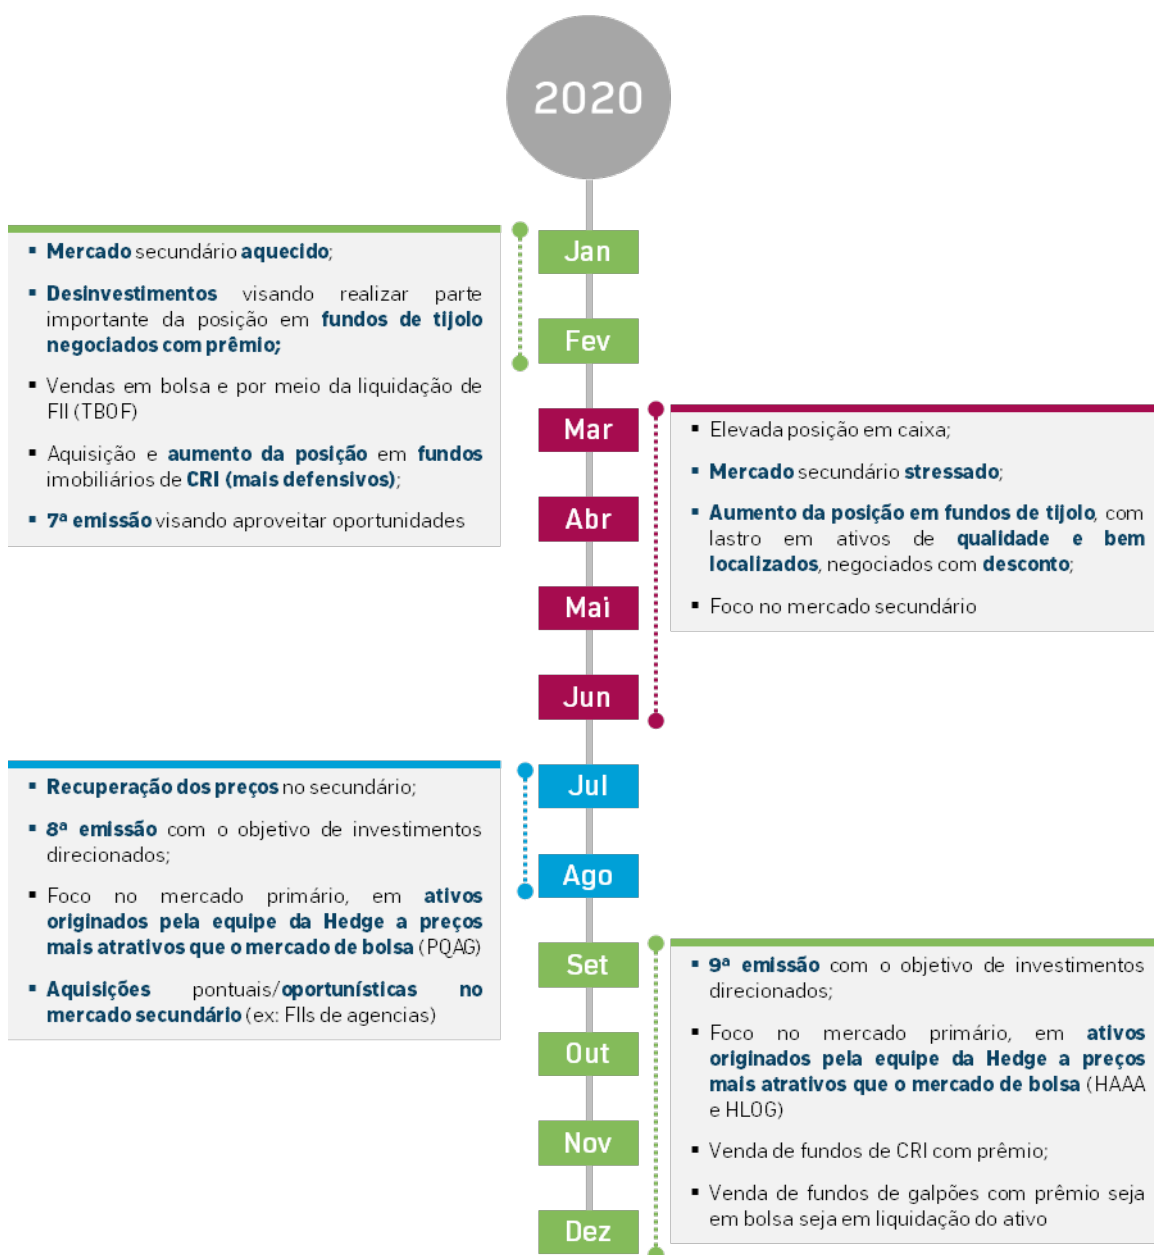 2020
Jan
Fev
▪ Mercado secundário aquecido;
▪ Desinvestimentos visando realizar parte
importante da posição em fundos de tijolo
negociados com prêmio;
▪ Vendas em bolsa e por meio da liquidação de
FII (TBOF)
▪ Aquisição e aumento da posição em fundos
imobiliários de CRI (mais defensivos);
▪ 7ª emissão visando aproveitar oportunidades
Mar
Abr
Mai
Jun
▪ Elevada posição em caixa;
▪ Mercado secundário stressado;
▪ Aumento da posição em fundos de tijolo, com
lastro em ativos de qualidade e bem
localizados, negociados com desconto;
▪ Foco no mercado secundário
Jul
Ago
▪ Recuperação dos preços no secundário;
▪ 8ª emissão com o objetivo de investimentos
direcionados;
▪ Foco no mercado primário, em ativos
originados pela equipe da Hedge a preços
mais atrativos que o mercado de bolsa (PQAG)
▪ Aquisições pontuais/oportunísticas no
mercado secundário (ex: FIIs de agencias)
Set
Out
Nov
Dez
▪ 9ª emissão com o objetivo de investimentos
direcionados;
▪ Foco no mercado primário, em ativos
originados pela equipe da Hedge a preços
mais atrativos que o mercado de bolsa (HAAA
e HLOG)
▪ Venda de fundos de CRI com prêmio;
▪ Venda de fundos de galpões com prêmio seja
em bolsa seja em liquidação do ativo